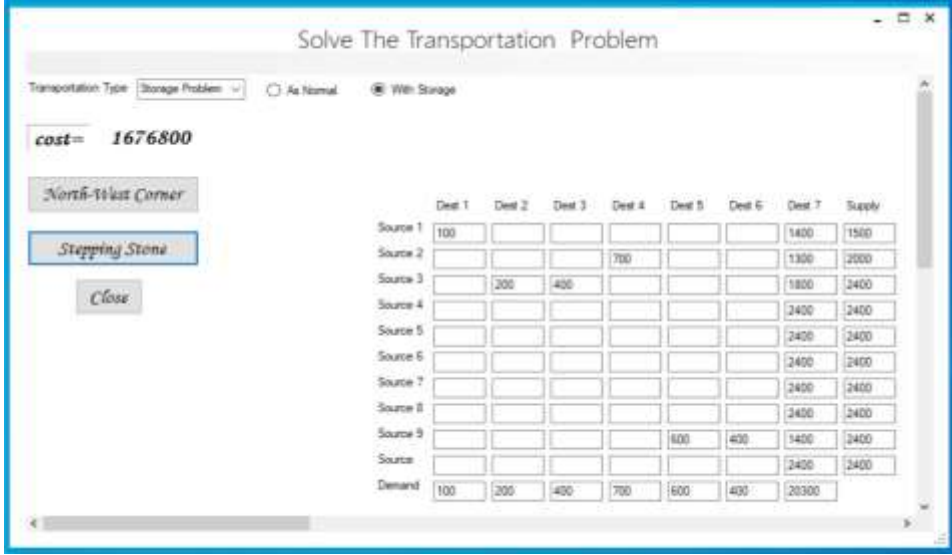 Solve The Transportation Problem
Transportation Type Storage Problem As Normal With Storage
cost= 1676800
North-West Corner
Stepping Stone
Close
Dest 1 Dest 2 Dest 3 Dest 4 Dest 5 Dest 6 Dest 7 Supply
Source 1 100 1400 1500
Source 2 700 1300 2000
Source 3 200 400 1800 2400
Source 4 2400 2400
Source 5 2400 2400
Source 6 2400 2400
Source 7 2400 2400
Source 8 2400 2400
Source 9 600 400 1400 2400
Source 2400 2400
Demand 100 200 400 700 600 400 20300